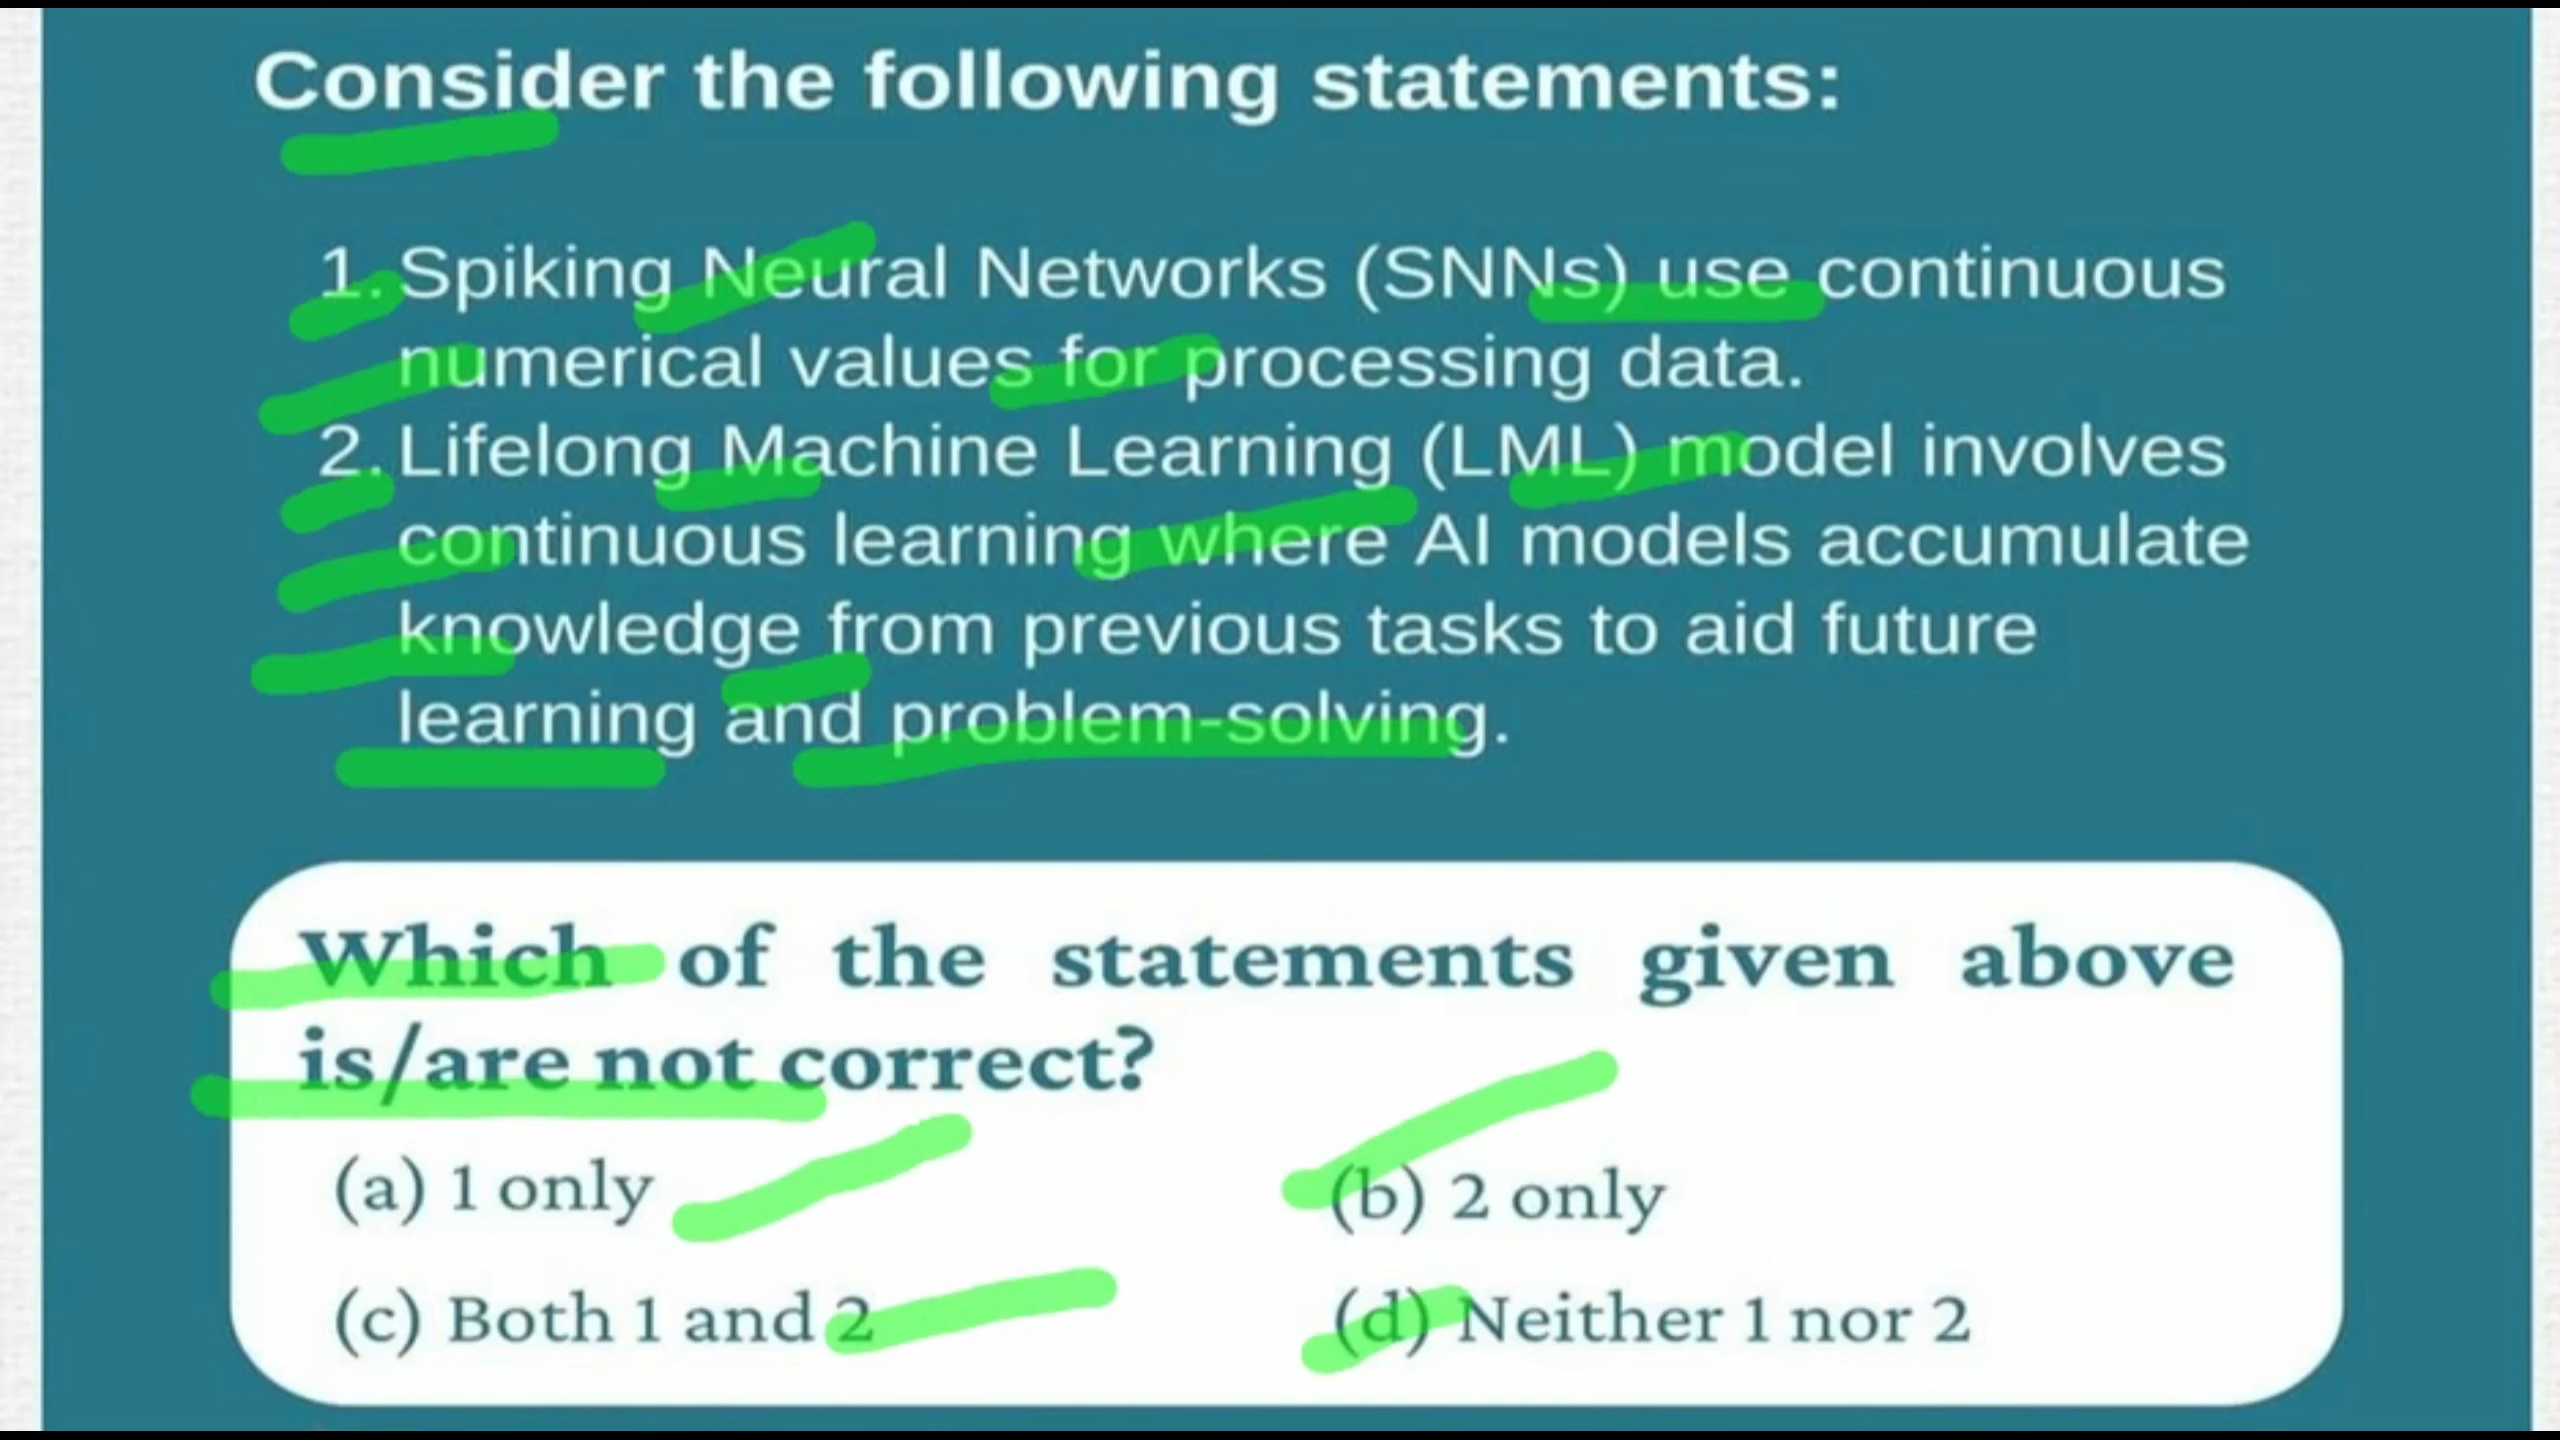 Consider the following statements:
1. Spiking Neural Networks (SNNs) use continuous
numerical values for processing data.
2. Lifelong Machine Learning (LML) model involves
continuous learning where AI models accumulate
knowledge from previous tasks to aid future
learning and problem-solving.
Which of the statements given above
is/are not correct?
(a) 1 only
(b) 2 only
(c) Both 1 and 2
(d) Neither 1 nor 2